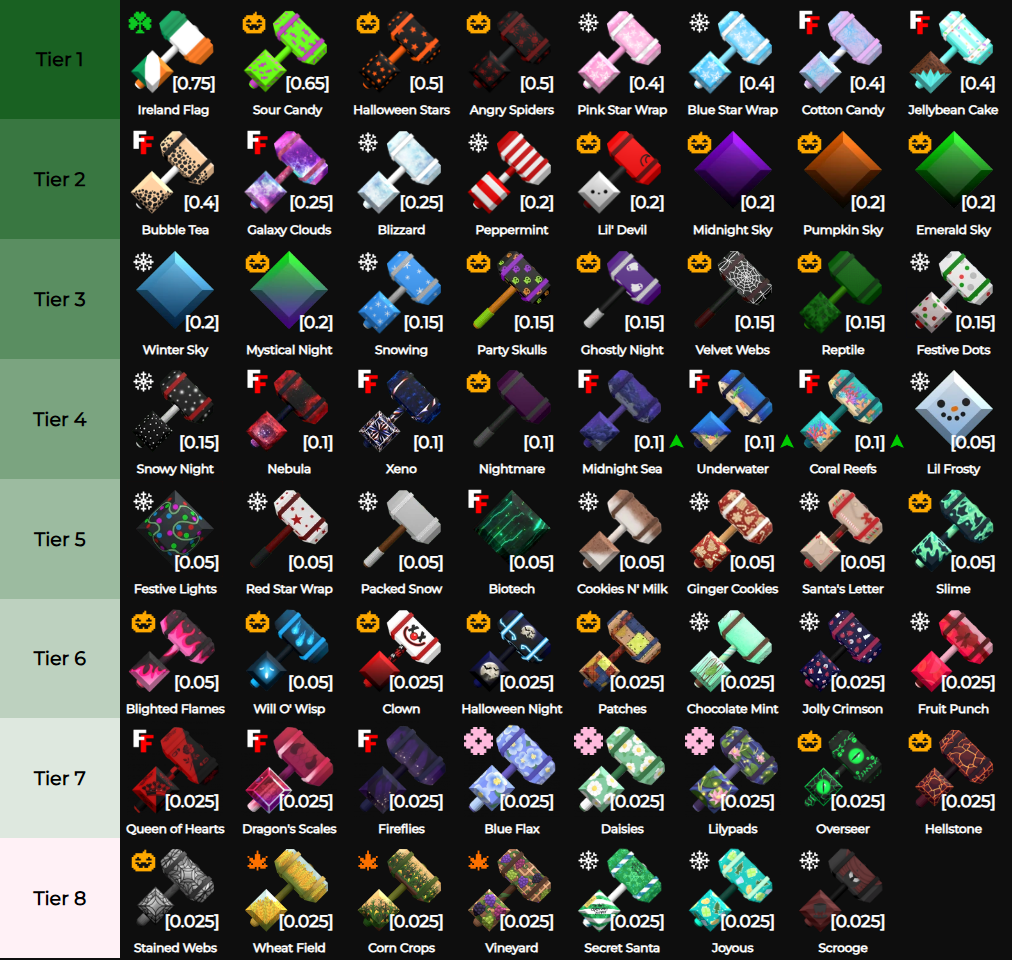 Tier 1
[0.75] [0.65] [0.5] [0.5] [0.4] [0.4] FF [0.4] FF [0.4]
Ireland Flag Sour Candy Halloween Stars Angry Spiders Pink Star Wrap Blue Star Wrap Cotton Candy Jellybean Cake
Tier 2
FF [0.4] FF [0.25] [0.25] [0.2] [0.2] [0.2] [0.2] [0.2]
Bubble Tea Galaxy Clouds Blizzard Peppermint Lil' Devil Midnight Sky Pumpkin Sky Emerald Sky
Tier 3
[0.2] [0.2] [0.15] [0.15] [0.15] [0.15] [0.15] [0.15]
Winter Sky Mystical Night Snowing Party Skulls Ghostly Night Velvet Webs Reptile Festive Dots
Tier 4
[0.15] FF [0.1] FF [0.1] [0.1] FF [0.1] FF [0.1] FF [0.1] [0.05]
Snowy Night Nebula Xeno Nightmare Midnight Sea Underwater Coral Reefs Lil Frosty
Tier 5
[0.05] [0.05] [0.05] FF [0.05] [0.05] [0.05] [0.05] [0.05]
Festive Lights Red Star Wrap Packed Snow Biotech Cookies N' Milk Ginger Cookies Santa's Letter Slime
Tier 6
[0.05] [0.05] [0.025] [0.025] [0.025] [0.025] [0.025] [0.025]
Blighted Flames Will O' Wisp Clown Halloween Night Patches Chocolate Mint Jolly Crimson Fruit Punch
Tier 7
FF [0.025] FF [0.025] FF [0.025] [0.025] [0.025] [0.025] [0.025] [0.025]
Queen of Hearts Dragon's Scales Fireflies Blue Flax Daisies Lilypads Overseer Hellstone
Tier 8
[0.025] [0.025] [0.025] [0.025] [0.025] [0.025] [0.025]
Stained Webs Wheat Field Corn Crops Vineyard Secret Santa Joyous Scrooge